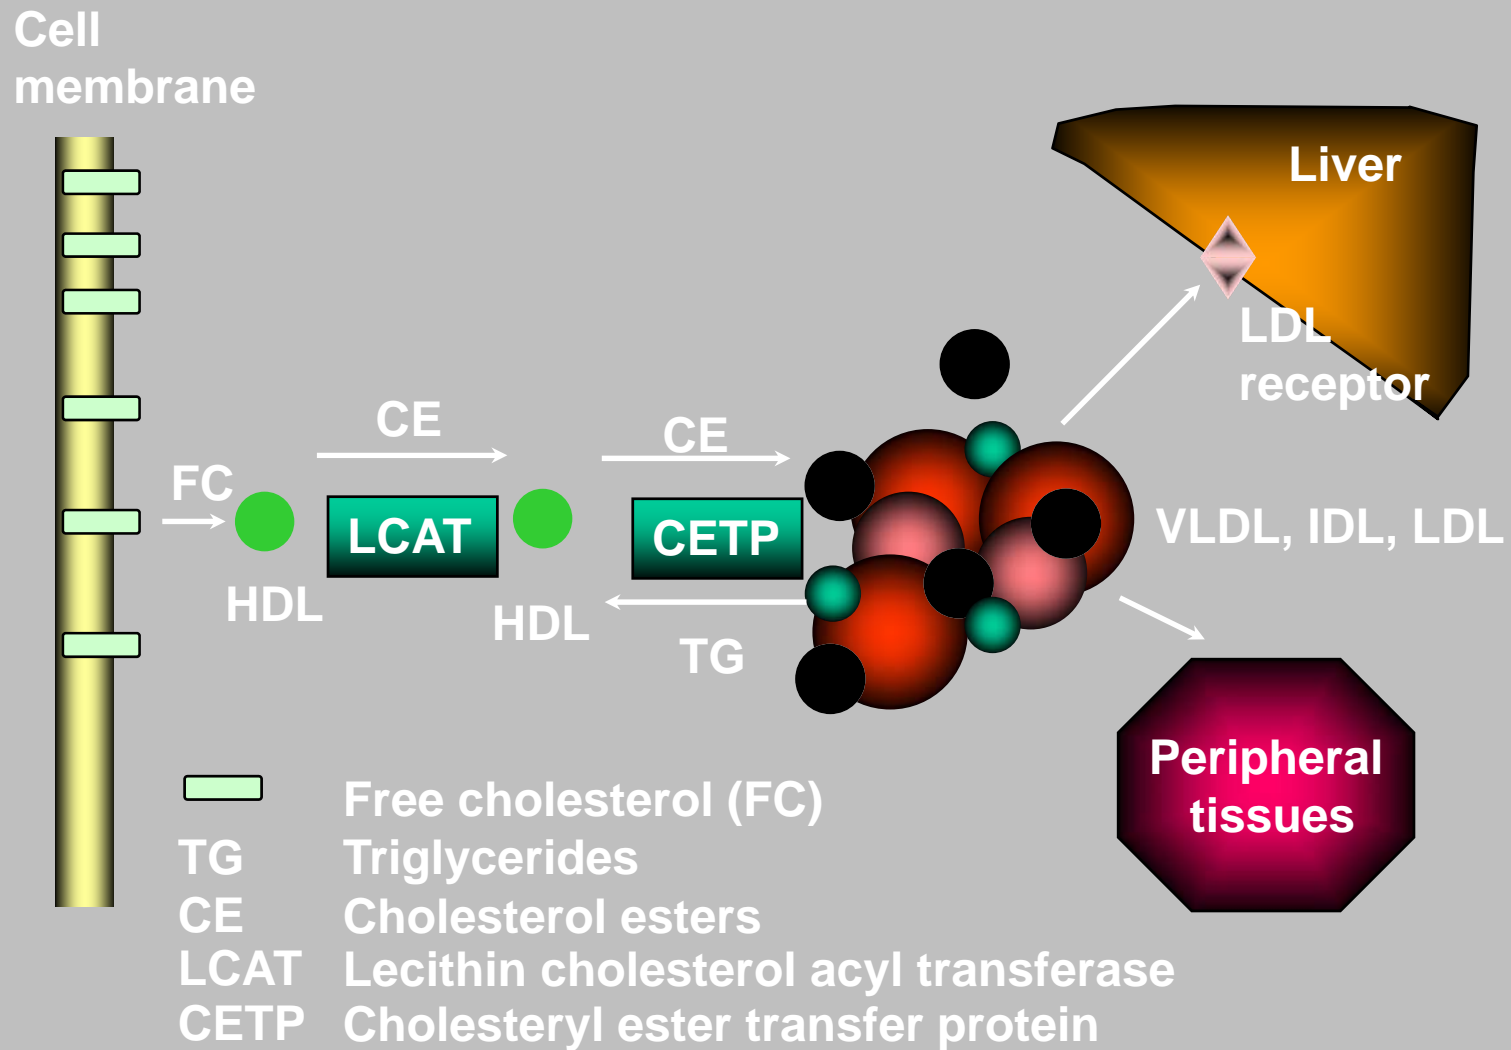 Cell
membrane
Liver
LDL
receptor
CE
CE
FC
LCAT
CETP
VLDL, IDL, LDL
HDL
HDL
TG
Peripheral
tissues
Free cholesterol (FC)
TG Triglycerides
CE Cholesterol esters
LCAT Lecithin cholesterol acyl transferase
CETP Cholesteryl ester transfer protein